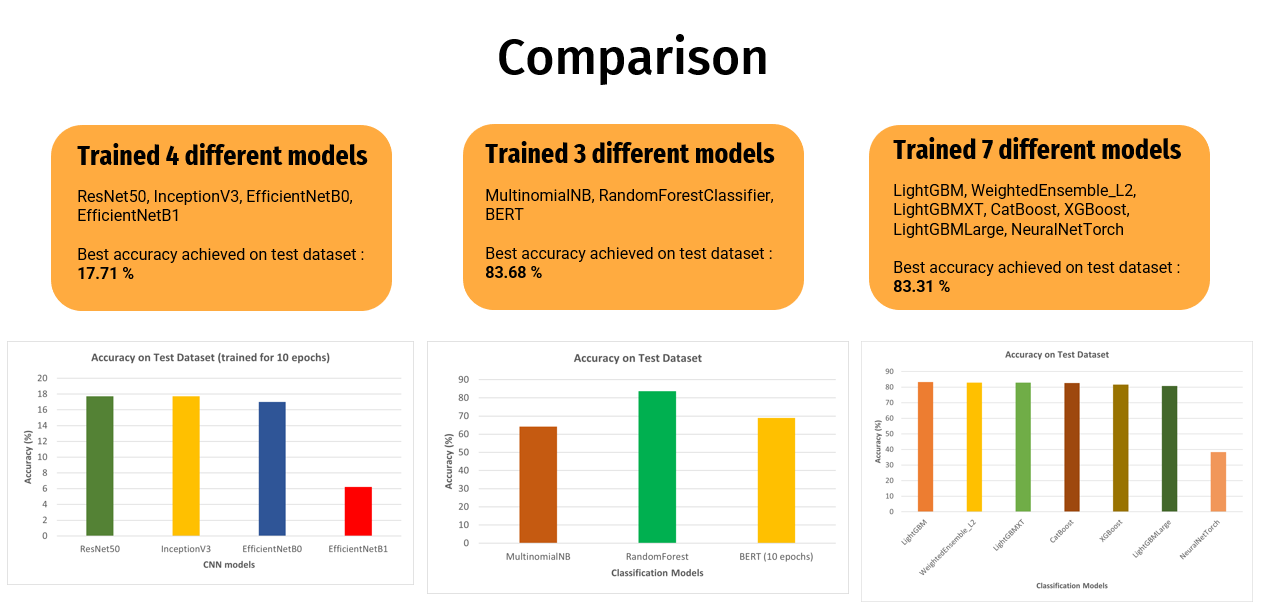 Comparison
Trained 4 different models
ResNet50, InceptionV3, EfficientNetB0,
EfficientNetB1
Best accuracy achieved on test dataset :
17.71 %
Trained 3 different models
MultinomialNB, RandomForestClassifier,
BERT
Best accuracy achieved on test dataset :
83.68 %
Trained 7 different models
LightGBM, WeightedEnsemble_L2,
LightGBMXT, CatBoost, XGBoost,
LightGBMLarge, NeuralNetTorch
Best accuracy achieved on test dataset :
83.31 %
Accuracy on Test Dataset (trained for 10 epochs)
Accuracy (%)
20
18
16
14
12
10
8
6
4
2
0
ResNet50
InceptionV3
EfficientNetB0
EfficientNetB1
CNN models
Accuracy on Test Dataset
Accuracy (%)
90
80
70
60
50
40
30
20
10
0
MultinomialNB
RandomForest
BERT (10 epochs)
Classification Models
Accuracy on Test Dataset
Accuracy (%)
90
80
70
60
50
40
30
20
10
0
LightGBM
WeightedEnsemble_L2
LightGBMXT
CatBoost
XGBoost
LightGBMLarge
NeuralNetTorch
Classification Models